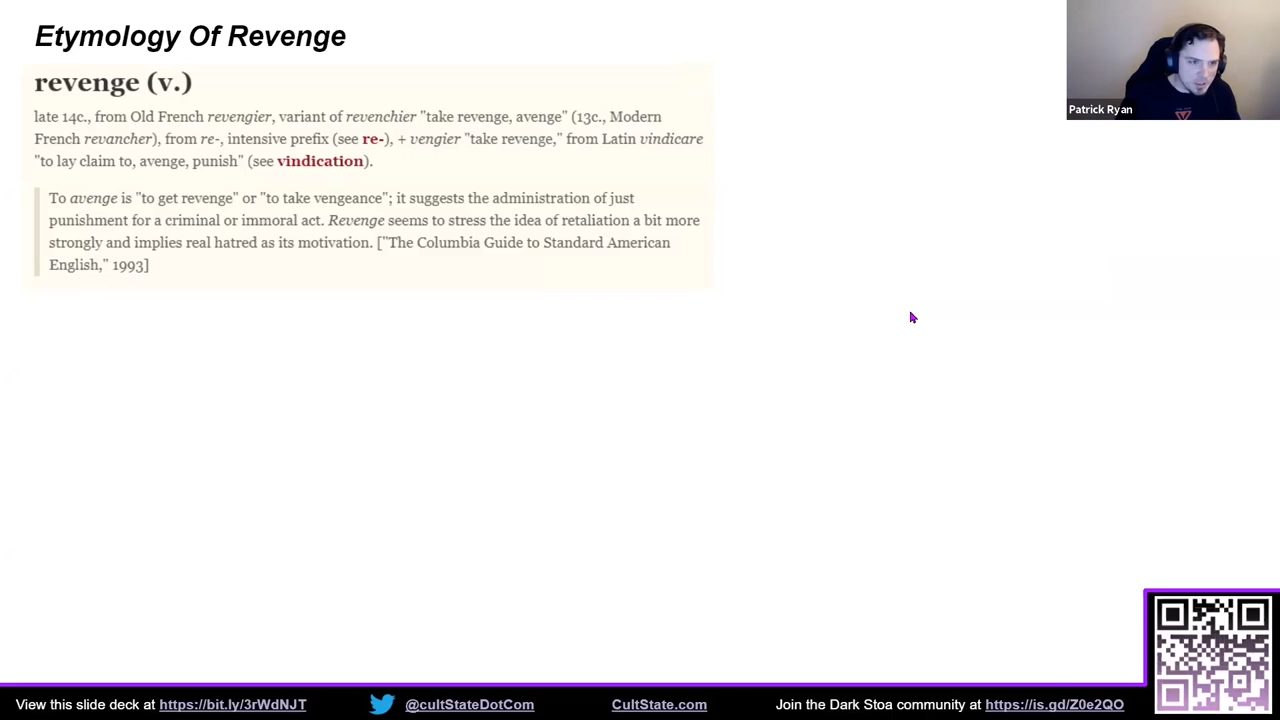 Etymology Of Revenge
Patrick Ryan
revenge (v.)
late 14c., from Old French revengier, variant of revenchier "take revenge, avenge" (13c., Modern
French revancher), from re-, intensive prefix (see re-), + vengier "take revenge," from Latin vindicare
"to lay claim to, avenge, punish" (see vindication).
To avenge is "to get revenge" or "to take vengeance"; it suggests the administration of just
punishment for a criminal or immoral act. Revenge seems to stress the idea of retaliation a bit more
strongly and implies real hatred as its motivation. ["The Columbia Guide to Standard American
English," 1993]
View this slide deck at https://bit.ly/3rWdNJT @cultStateDotCom CultState.com Join the Dark Stoa community at https://is.gd/Z0e2QO